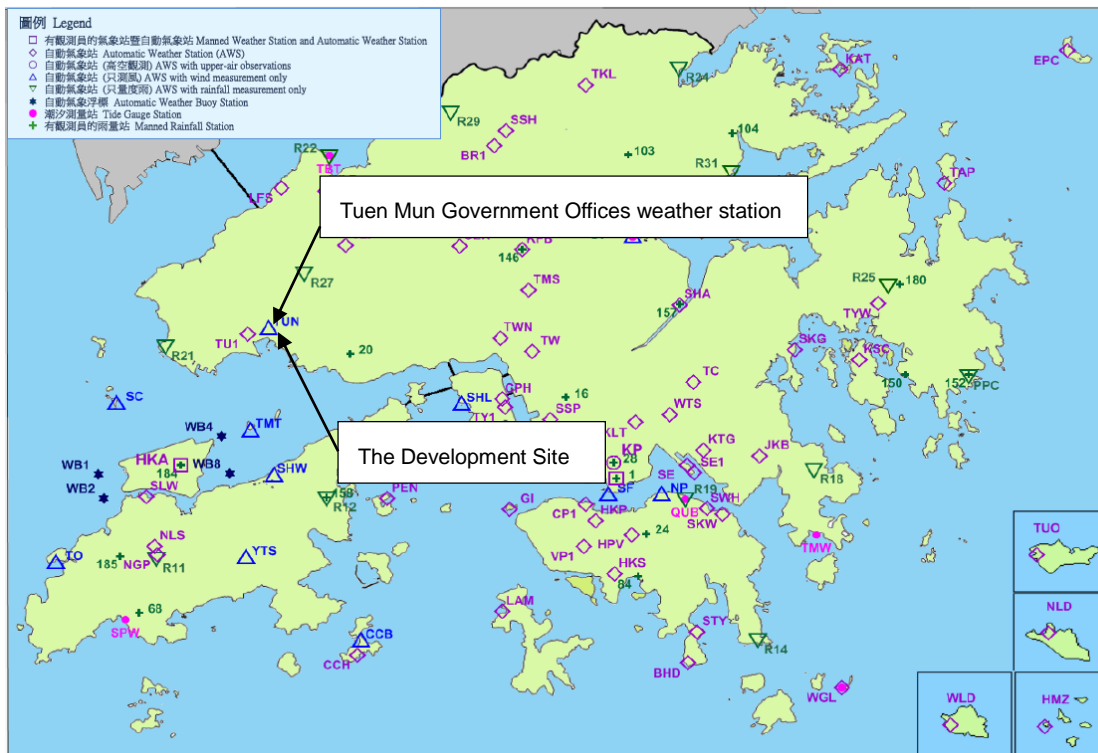 圖例 Legend
有觀測員的氣象站暨自動氣象站 Manned Weather Station and Automatic Weather Station
自動氣象站 Automatic Weather Station (AWS)
自動氣象站 (高空觀測) AWS with upper-air observations
自動氣象站 (只測風) AWS with wind measurement only
自動氣象站 (只量度雨) AWS with rainfall measurement only
自動氣象浮標 Automatic Weather Buoy Station
潮汐測量站 Tide Gauge Station
有觀測員的雨量站 Manned Rainfall Station
EPC
KAT
R24
TKL
R29
SSH
BR1
104
103
R22
TBT
R31
TAP
LFS
Tuen Mun Government Offices weather station
KFB
146
R27
TMS
R25
180
SHA
157
TYW
TUN
TU1
R21
20
TWN
TW
SKG
KSC
150
152
PPC
TC
SC
SHL
CPH
TY1
16
SSP
WTS
TMT
WB4
KLT
KTG
JKB
The Development Site
KP
28
HKA
184
WB8
WB1
WB2
SHW
SE1
SE
1
R18
SLW
158
R12
PEN
GI
SF
NP
R19
QUB
SWH
SKW
CP1
HKP
24
TMW
TUO
NLS
NGP
R11
185
TO
YTS
VP1
HPV
HKS
84
68
SPW
LAM
NLD
CCB
CCH
STY
R14
BHD
WGL
WLD
HMZ